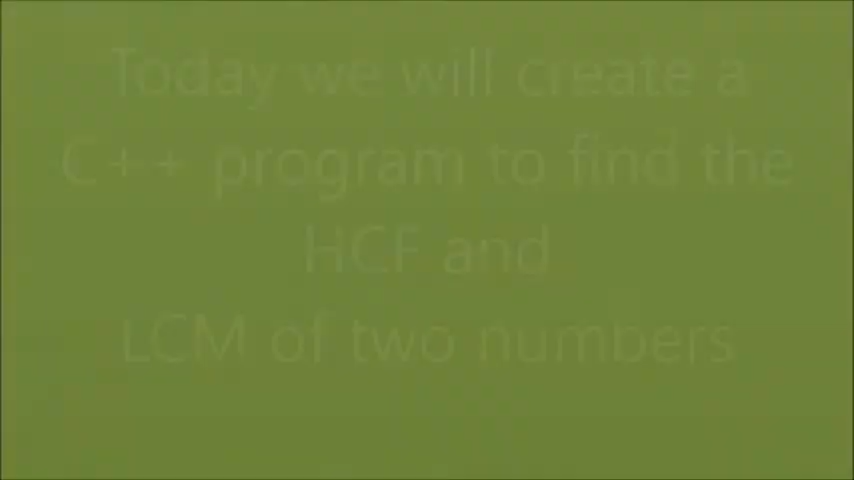 Today we will create a
C++ program to find the
HCF and
LCM of two numbers